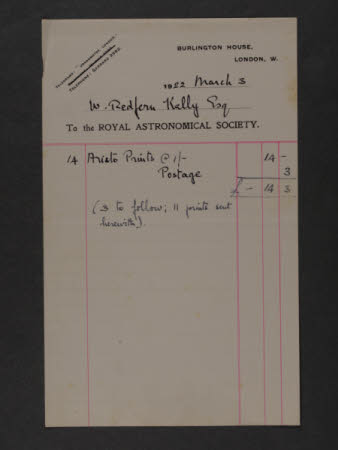 BURLINGTON HOUSE,
LONDON, W.
1922 March 3
W. Redfern Kelly Esq
To the ROYAL ASTRONOMICAL SOCIETY.
14 Aristo Prints @ 1/- 14 -
Postage 3
£ - 14 3
(3 to follow; 11 prints sent
herewith).